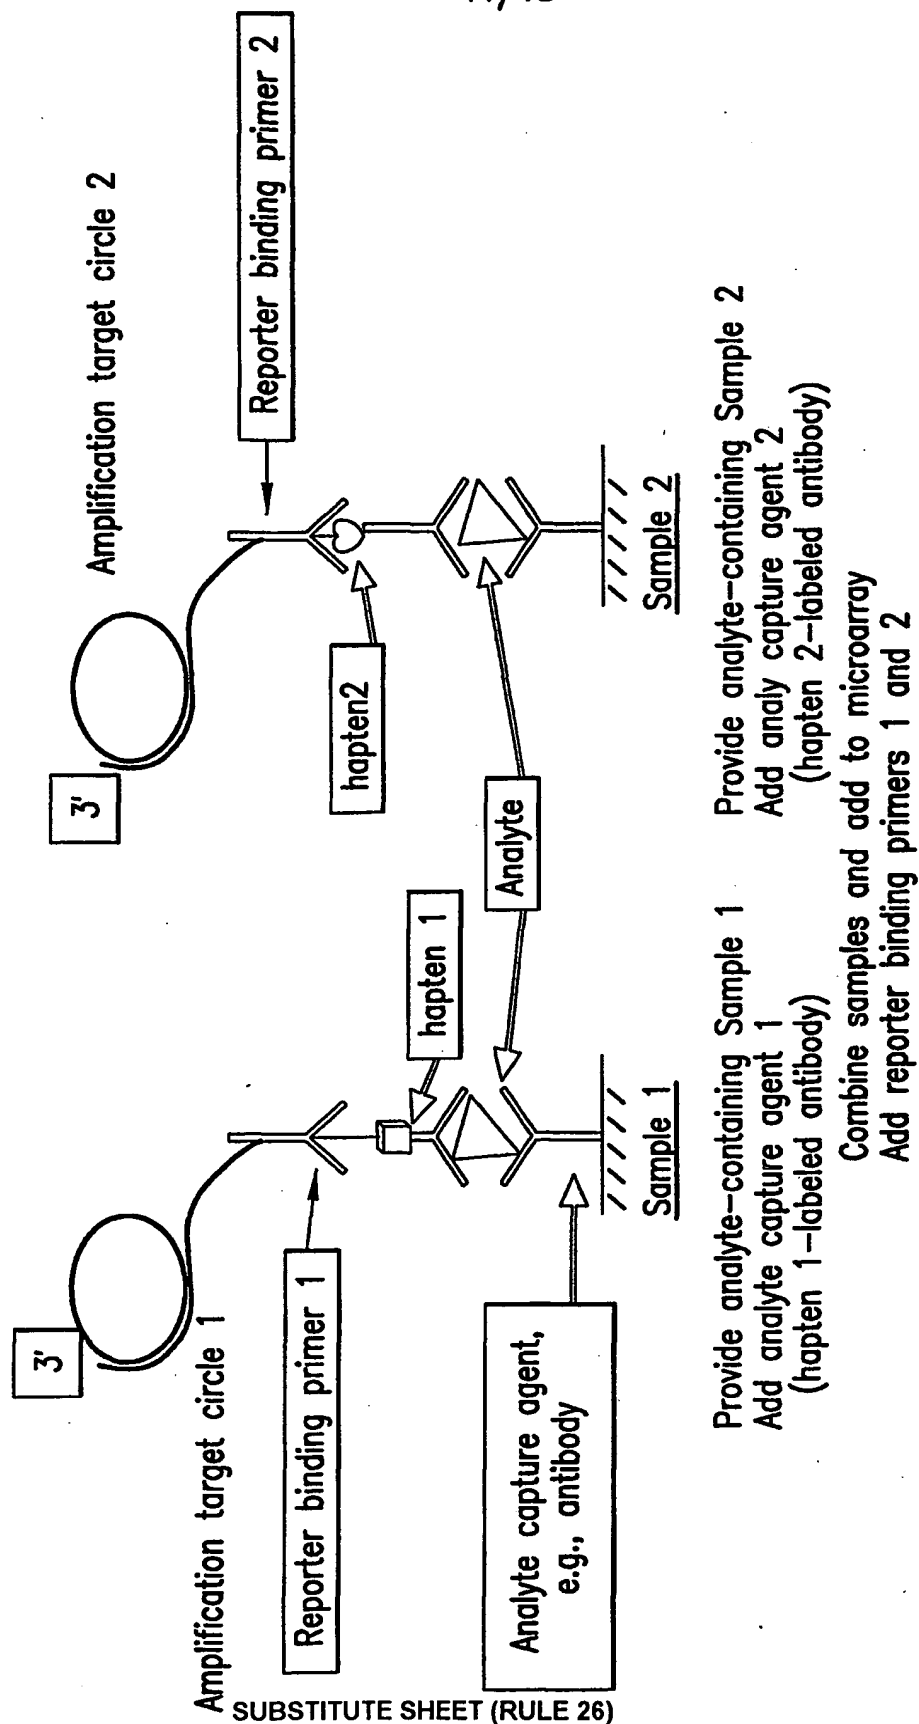 Amplification target circle 1
3'
Reporter binding primer 1
hapten 1
Analyte capture agent,
e.g., antibody
Analyte
Sample 1
Amplification target circle 2
3'
Reporter binding primer 2
hapten2
Sample 2
Provide analyte-containing Sample 1
Add analyte capture agent 1
(hapten 1-labeled antibody)
Provide analyte-containing Sample 2
Add analy capture agent 2
(hapten 2-labeled antibody)
Combine samples and add to microarray
Add reporter binding primers 1 and 2
SUBSTITUTE SHEET (RULE 26)